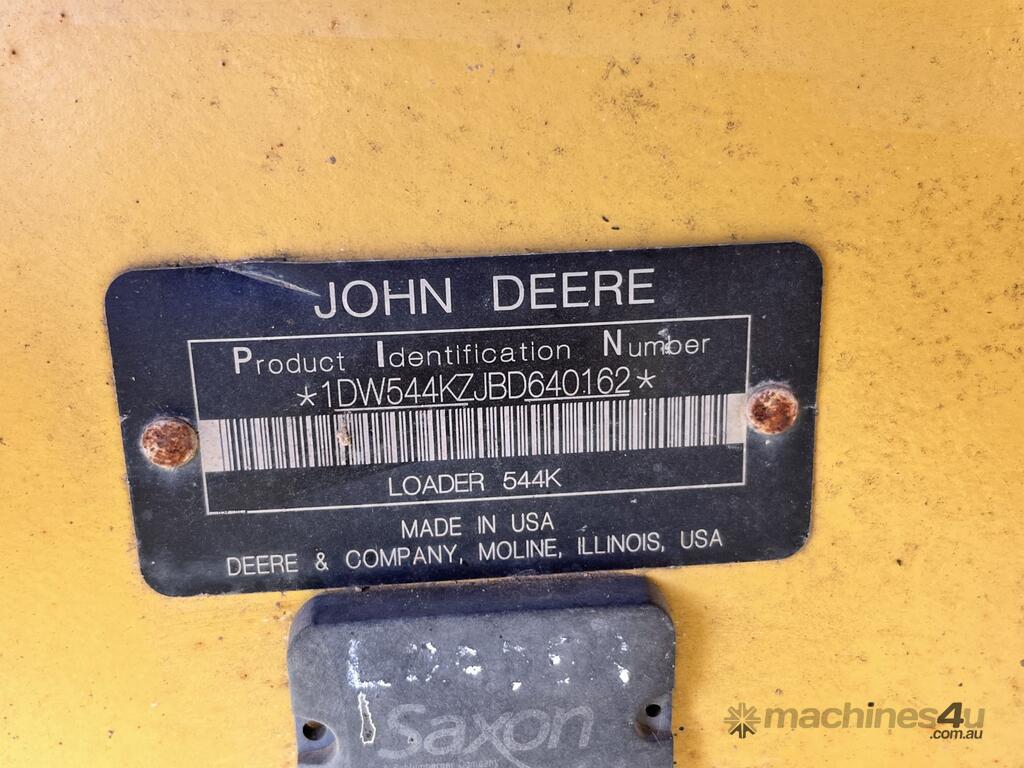 JOHN DEERE
Product Identification Number
*1DW544KZJBD640162*
LOADER 544K
MADE IN USA
DEERE & COMPANY, MOLINE, ILLINOIS, USA
Saxon
Company
machines4u
.com.au